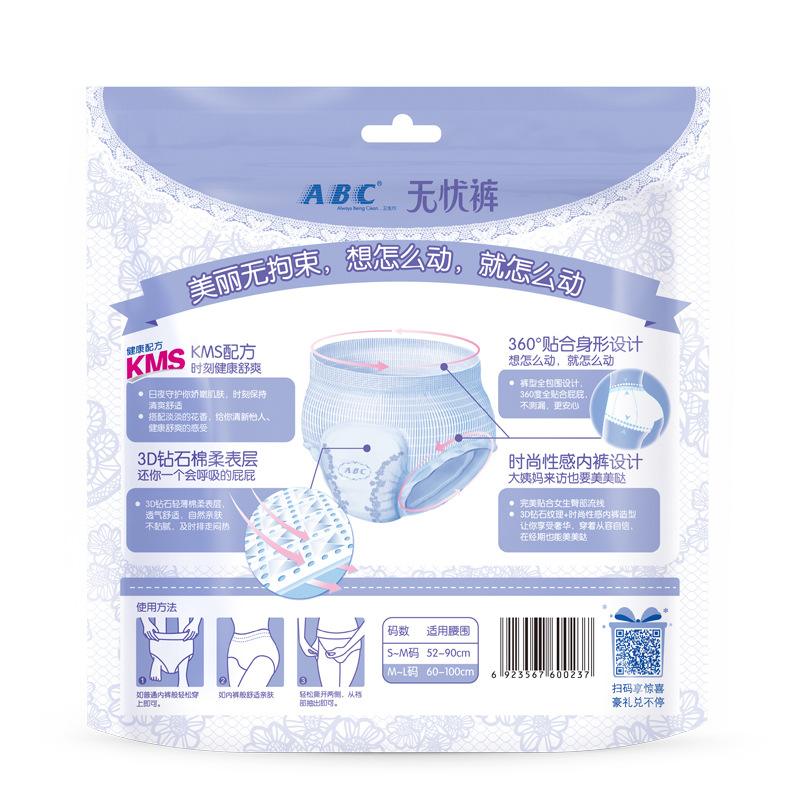 ABC® 无忧裤
Always Being Clean 卫生巾
美丽无拘束，想怎么动，就怎么动
健康配方
KMS
KMS配方
时刻健康舒爽
● 日夜守护你娇嫩肌肤，时刻保持
清爽舒适
● 搭配淡淡的花香，给你清新怡人、
健康舒爽的感受
360°贴合身形设计
想怎么动，就怎么动
● 裤型全包围设计，
360度全贴合屁屁，
不测漏，更安心
3D钻石棉柔表层
还你一个会呼吸的屁屁
● 3D钻石轻薄棉柔表层，
透气舒适，自然亲肤
不黏腻，及时排走闷热
ABC
时尚性感内裤设计
大姨妈来访也要美美哒
● 完美贴合女生臀部流线
● 3D钻石纹理+时尚性感内裤造型
让你享受奢华，穿着从容自信，
在经期也能美美哒
使用方法
1
如普通内裤般轻松穿
上即可。
2
如内裤般舒适亲肤
3
轻松撕开两侧，从裆
部抽出即可。
码数 适用腰围
S~M码 52~90cm
M~L码 60~100cm
6 923567 600237
扫码享惊喜
豪礼兑不停